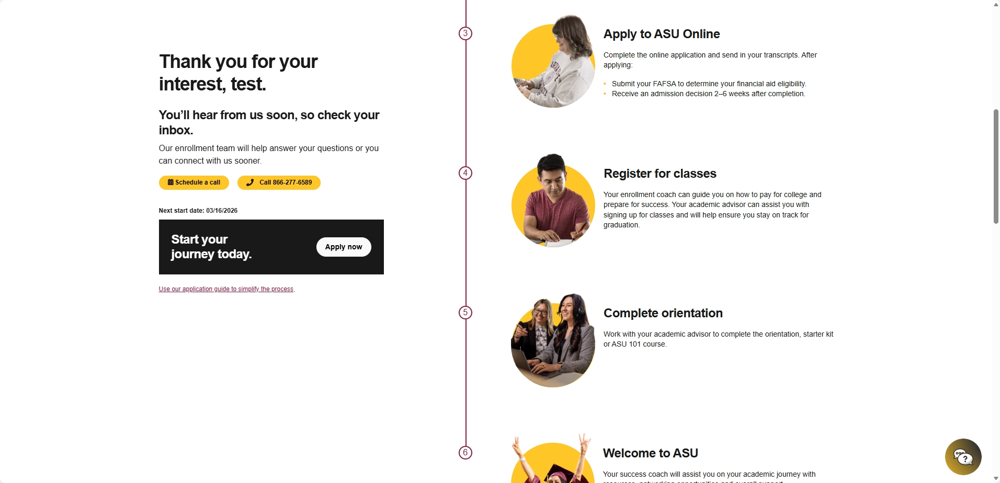 Thank you for your
interest, test.
You’ll hear from us soon, so check your
inbox.
Our enrollment team will help answer your questions or you
can connect with us sooner.
Schedule a call
Call 866-277-6589
Next start date: 03/16/2026
Start your
journey today.
Apply now
Use our application guide to simplify the process.
3
Apply to ASU Online
Complete the online application and send in your transcripts. After
applying:
• Submit your FAFSA to determine your financial aid eligibility.
• Receive an admission decision 2–6 weeks after completion.
4
Register for classes
Your enrollment coach can guide you on how to pay for college and
prepare for success. Your academic advisor can assist you with
signing up for classes and will help ensure you stay on track for
graduation.
5
Complete orientation
Work with your academic advisor to complete the orientation, starter kit
or ASU 101 course.
6
Welcome to ASU
Your success coach will assist you on your academic journey with
?